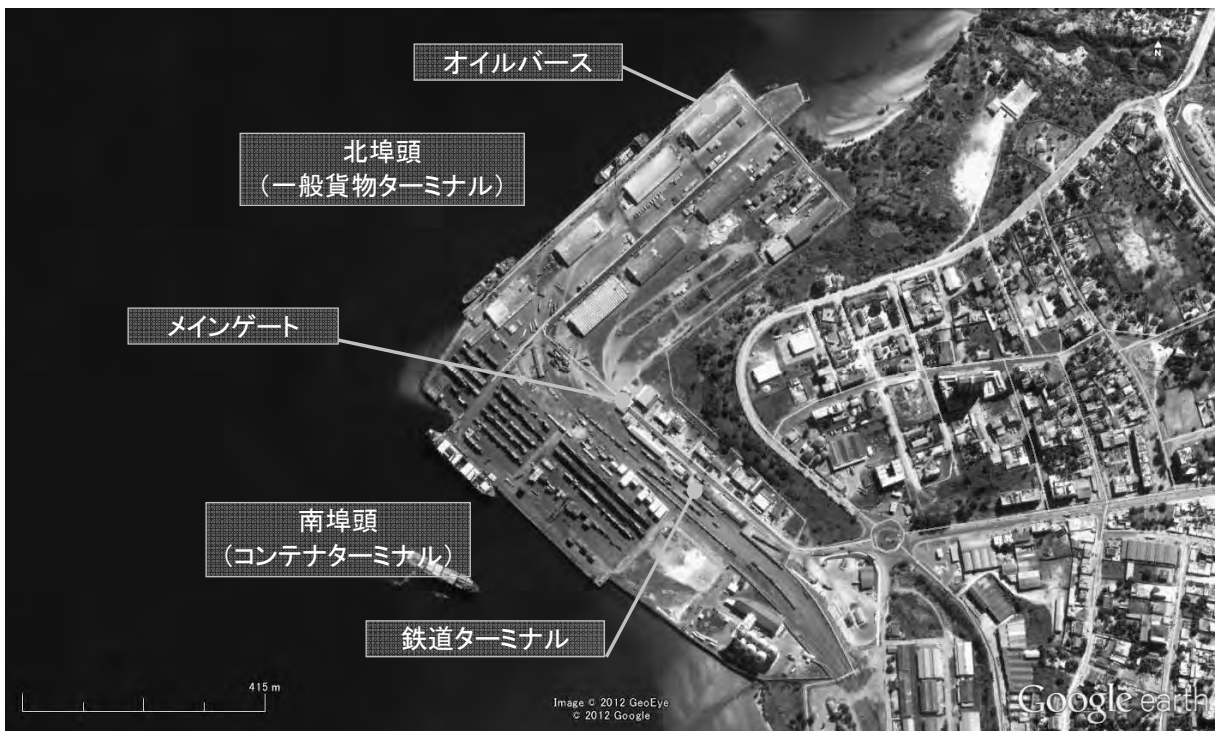 オイルバース
N
北埠頭
（一般貨物ターミナル）
メインゲート
南埠頭
（コンテナターミナル）
鉄道ターミナル
415 m
Image © 2012 GeoEye
© 2012 Google
Google earth